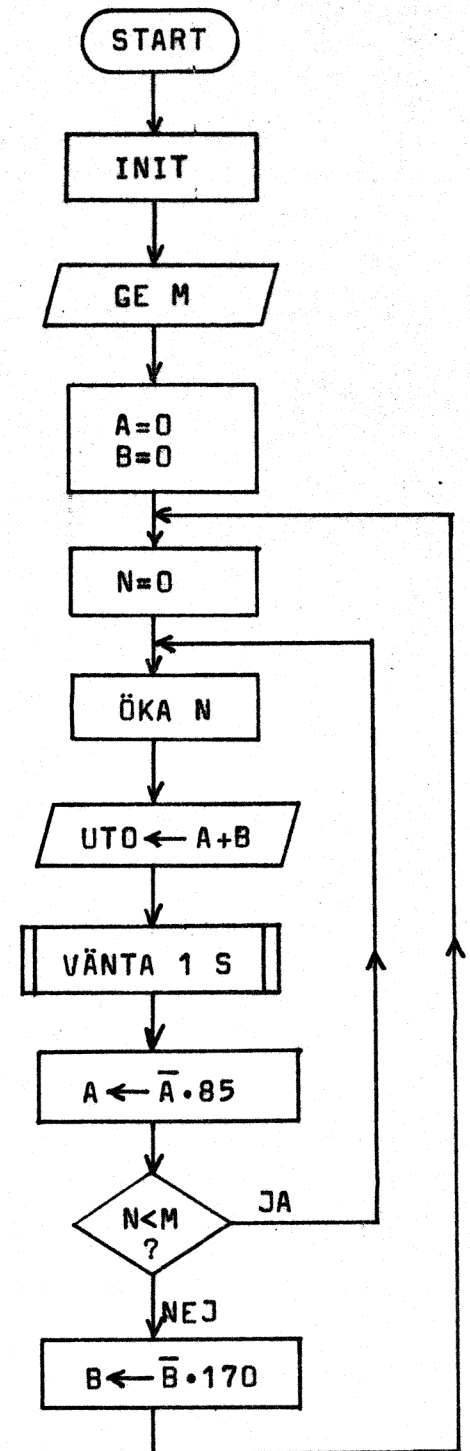 START
INIT
GE M
A=0
B=0
N=0
ÖKA N
UTO ← A+B
VÄNTA 1 S
A ← A̅·85
N<M
?
JA
NEJ
B ← B̅·170